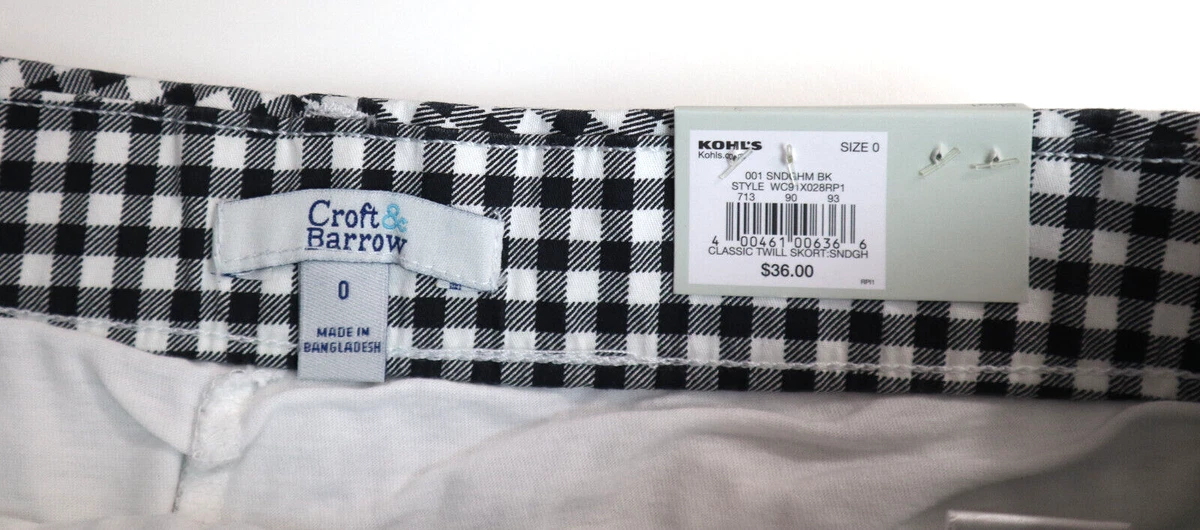 Croft&
Barrow
0
MADE IN
BANGLADESH
KOHL'S
SIZE 0
001 SNDGHM BK
STYLE WC91X028RP1
713 90 93
4 00461 00636 6
CLASSIC TWILL SKORT:SNDGH
$36.00
RPI1